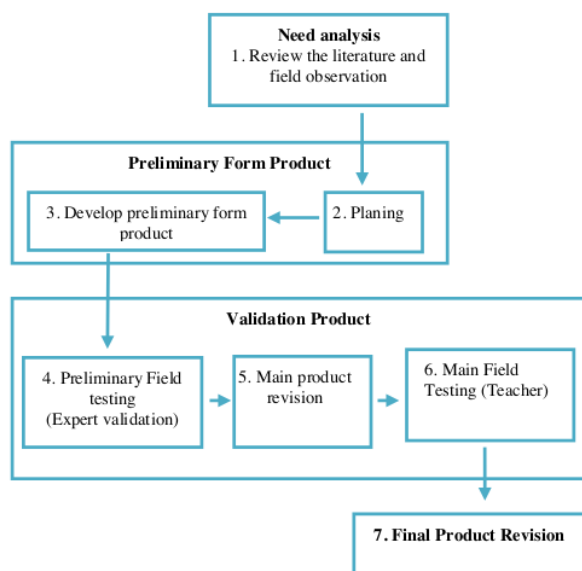 Need analysis
1. Review the literature and
field observation
Preliminary Form Product
3. Develop preliminary form
product
2. Planing
Validation Product
4. Preliminary Field
testing
(Expert validation)
5. Main product
revision
6. Main Field
Testing (Teacher)
7. Final Product Revision